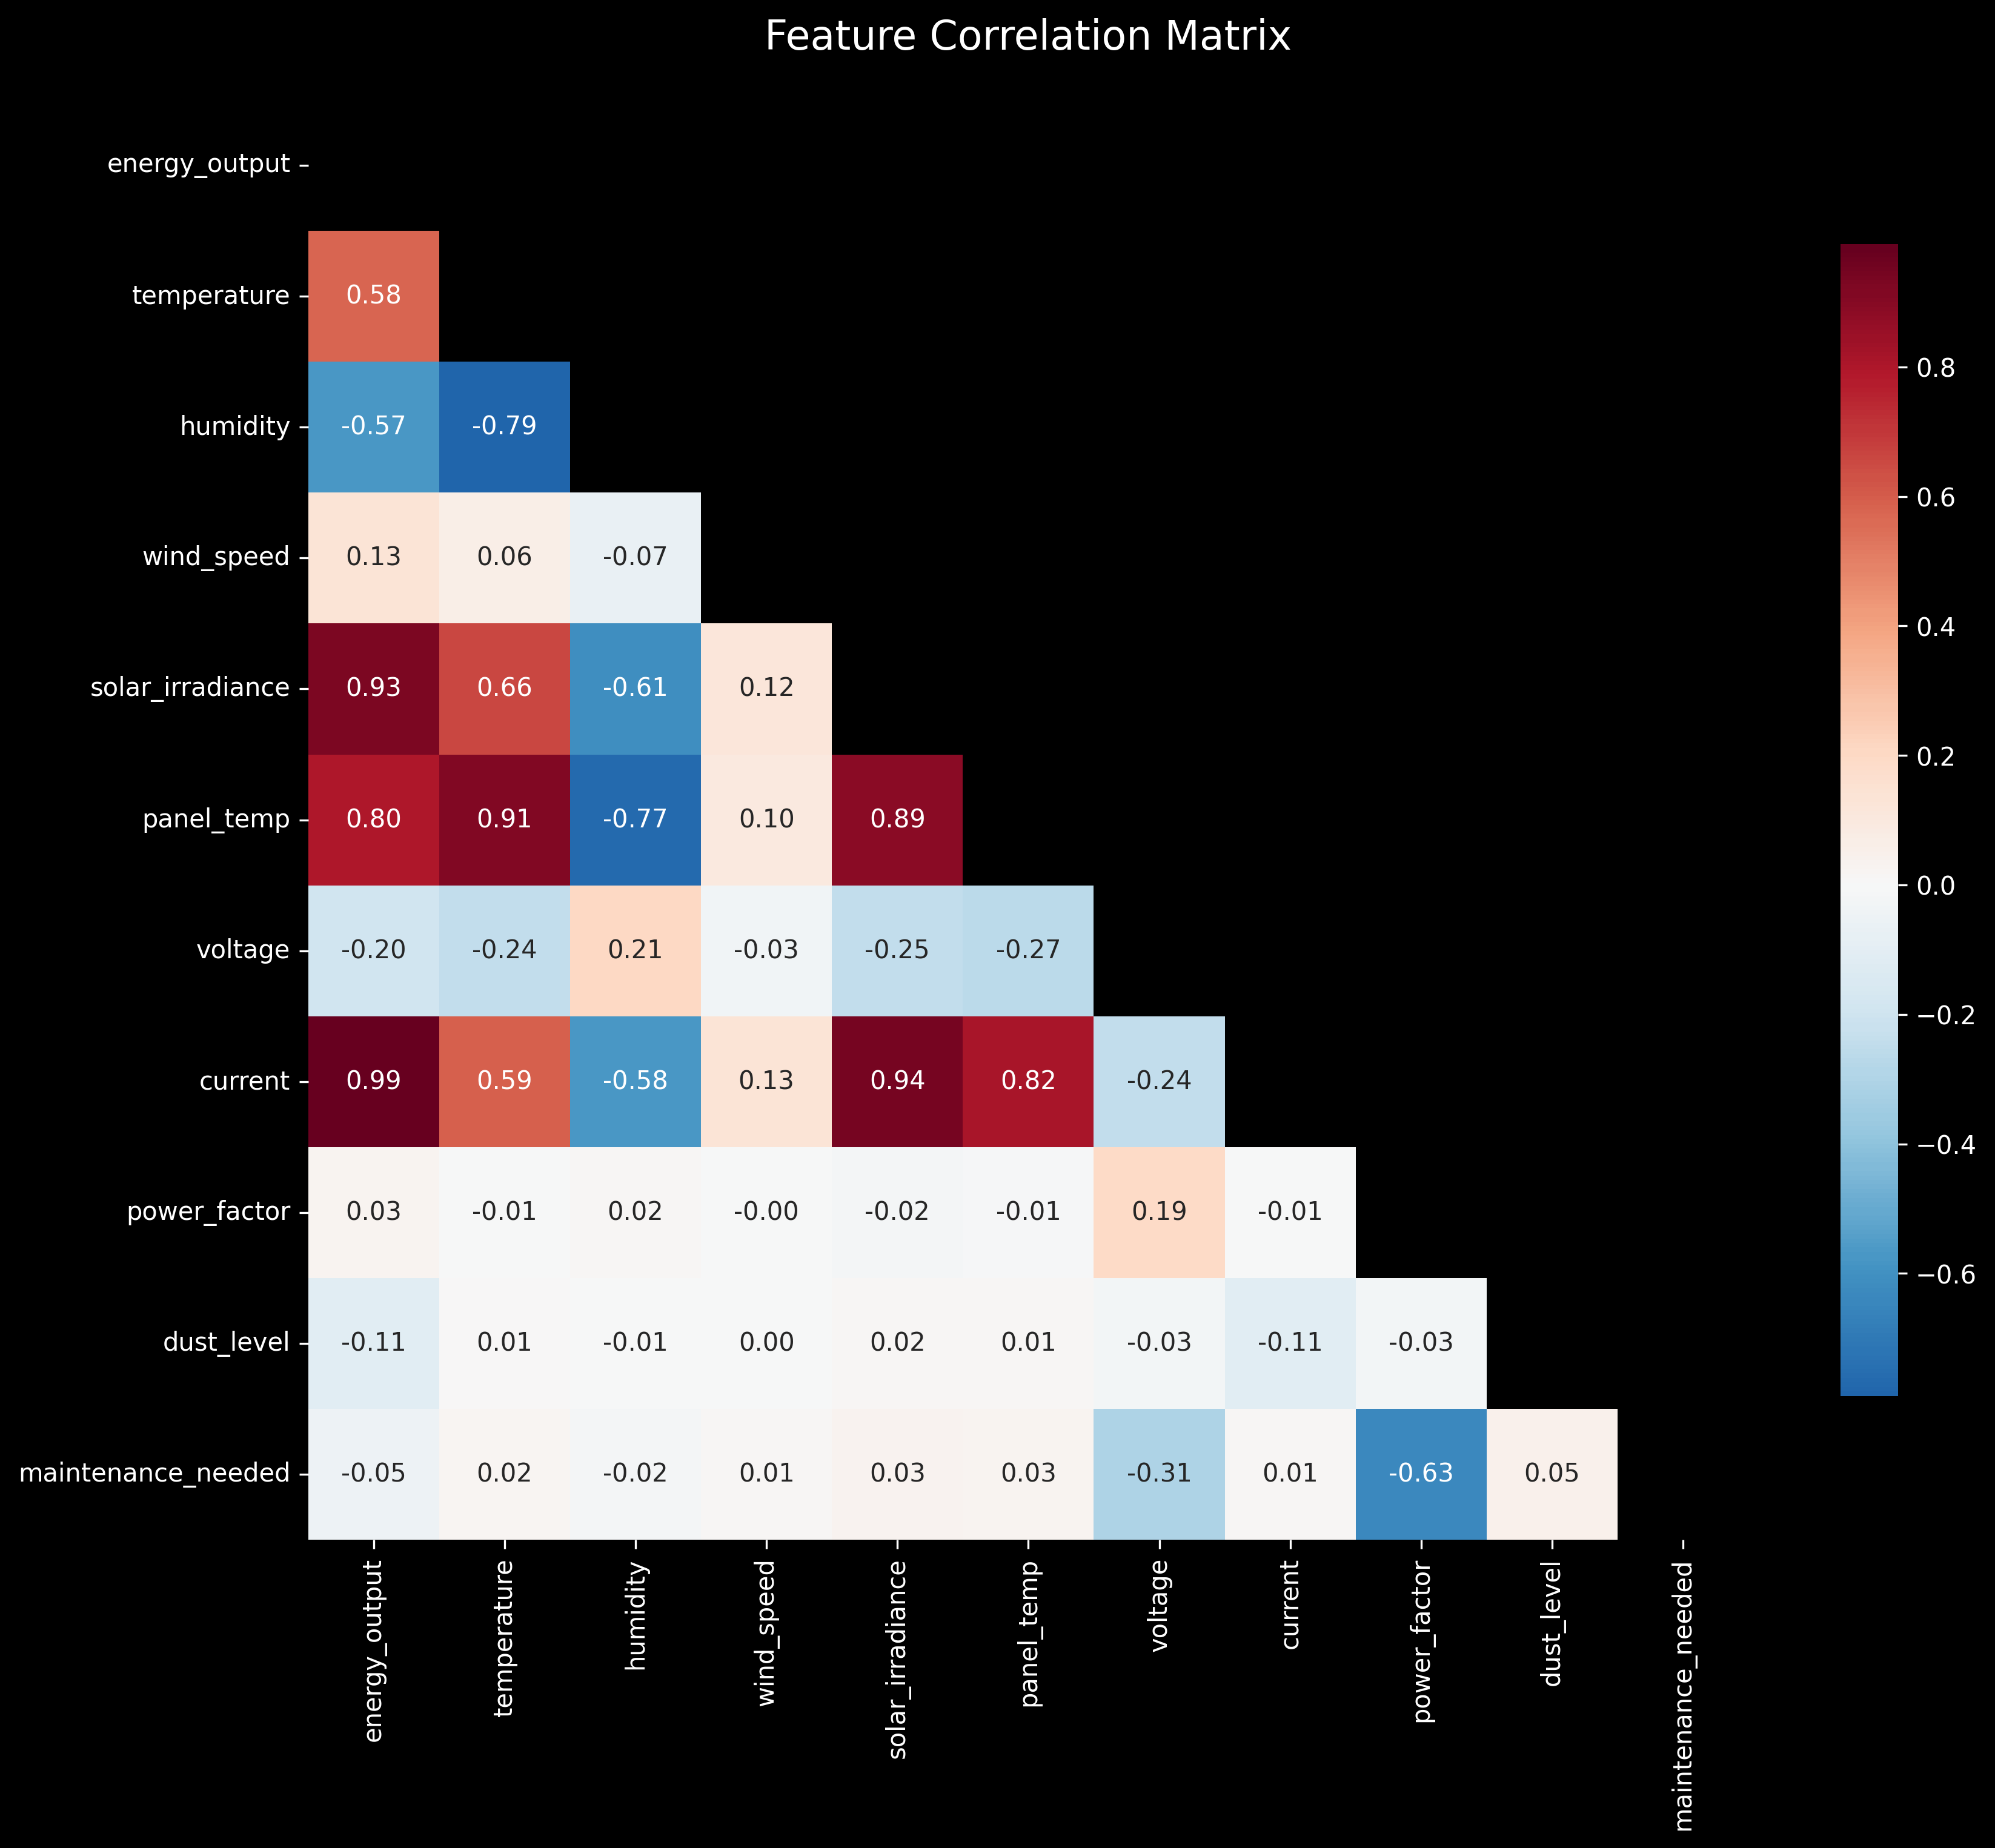 Feature Correlation Matrix
energy_output
temperature 0.58
humidity -0.57 -0.79
wind_speed 0.13 0.06 -0.07
solar_irradiance 0.93 0.66 -0.61 0.12
panel_temp 0.80 0.91 -0.77 0.10 0.89
voltage -0.20 -0.24 0.21 -0.03 -0.25 -0.27
current 0.99 0.59 -0.58 0.13 0.94 0.82 -0.24
power_factor 0.03 -0.01 0.02 -0.00 -0.02 -0.01 0.19 -0.01
dust_level -0.11 0.01 -0.01 0.00 0.02 0.01 -0.03 -0.11 -0.03
maintenance_needed -0.05 0.02 -0.02 0.01 0.03 0.03 -0.31 0.01 -0.63 0.05
energy_output
temperature
humidity
wind_speed
solar_irradiance
panel_temp
voltage
current
power_factor
dust_level
maintenance_needed
0.8
0.6
0.4
0.2
0.0
−0.2
−0.4
−0.6